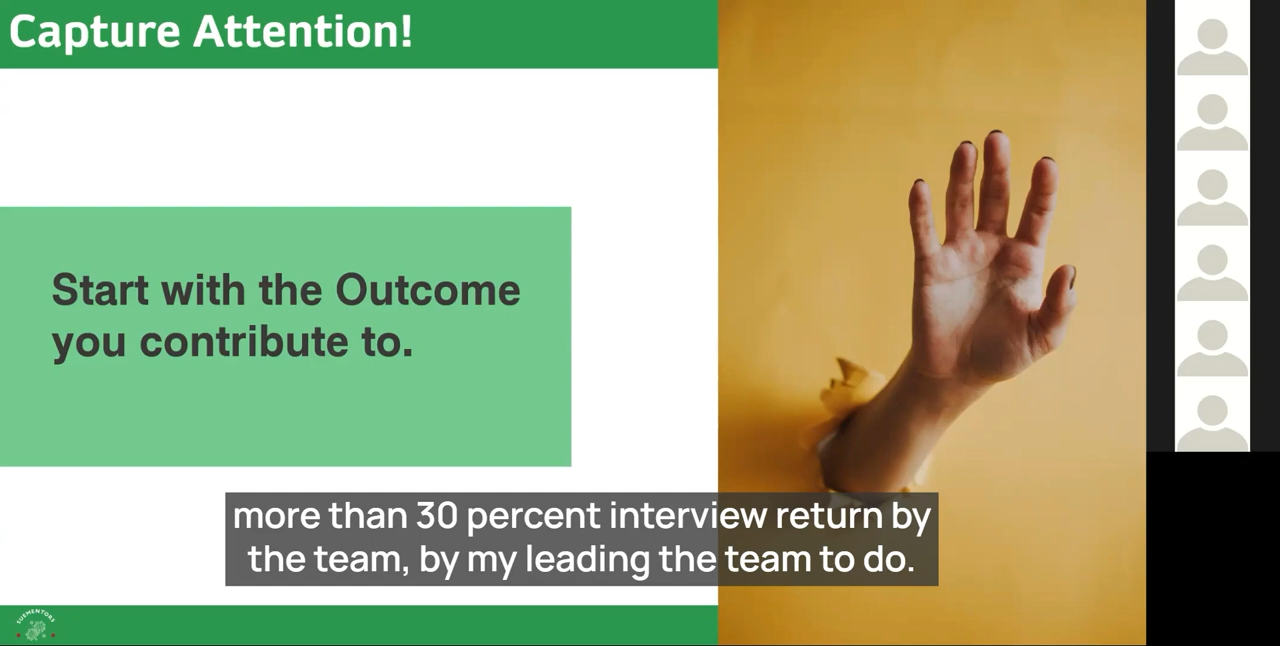 Capture Attention!
Start with the Outcome
you contribute to.
more than 30 percent interview return by
the team, by my leading the team to do.
SUEMENTORS